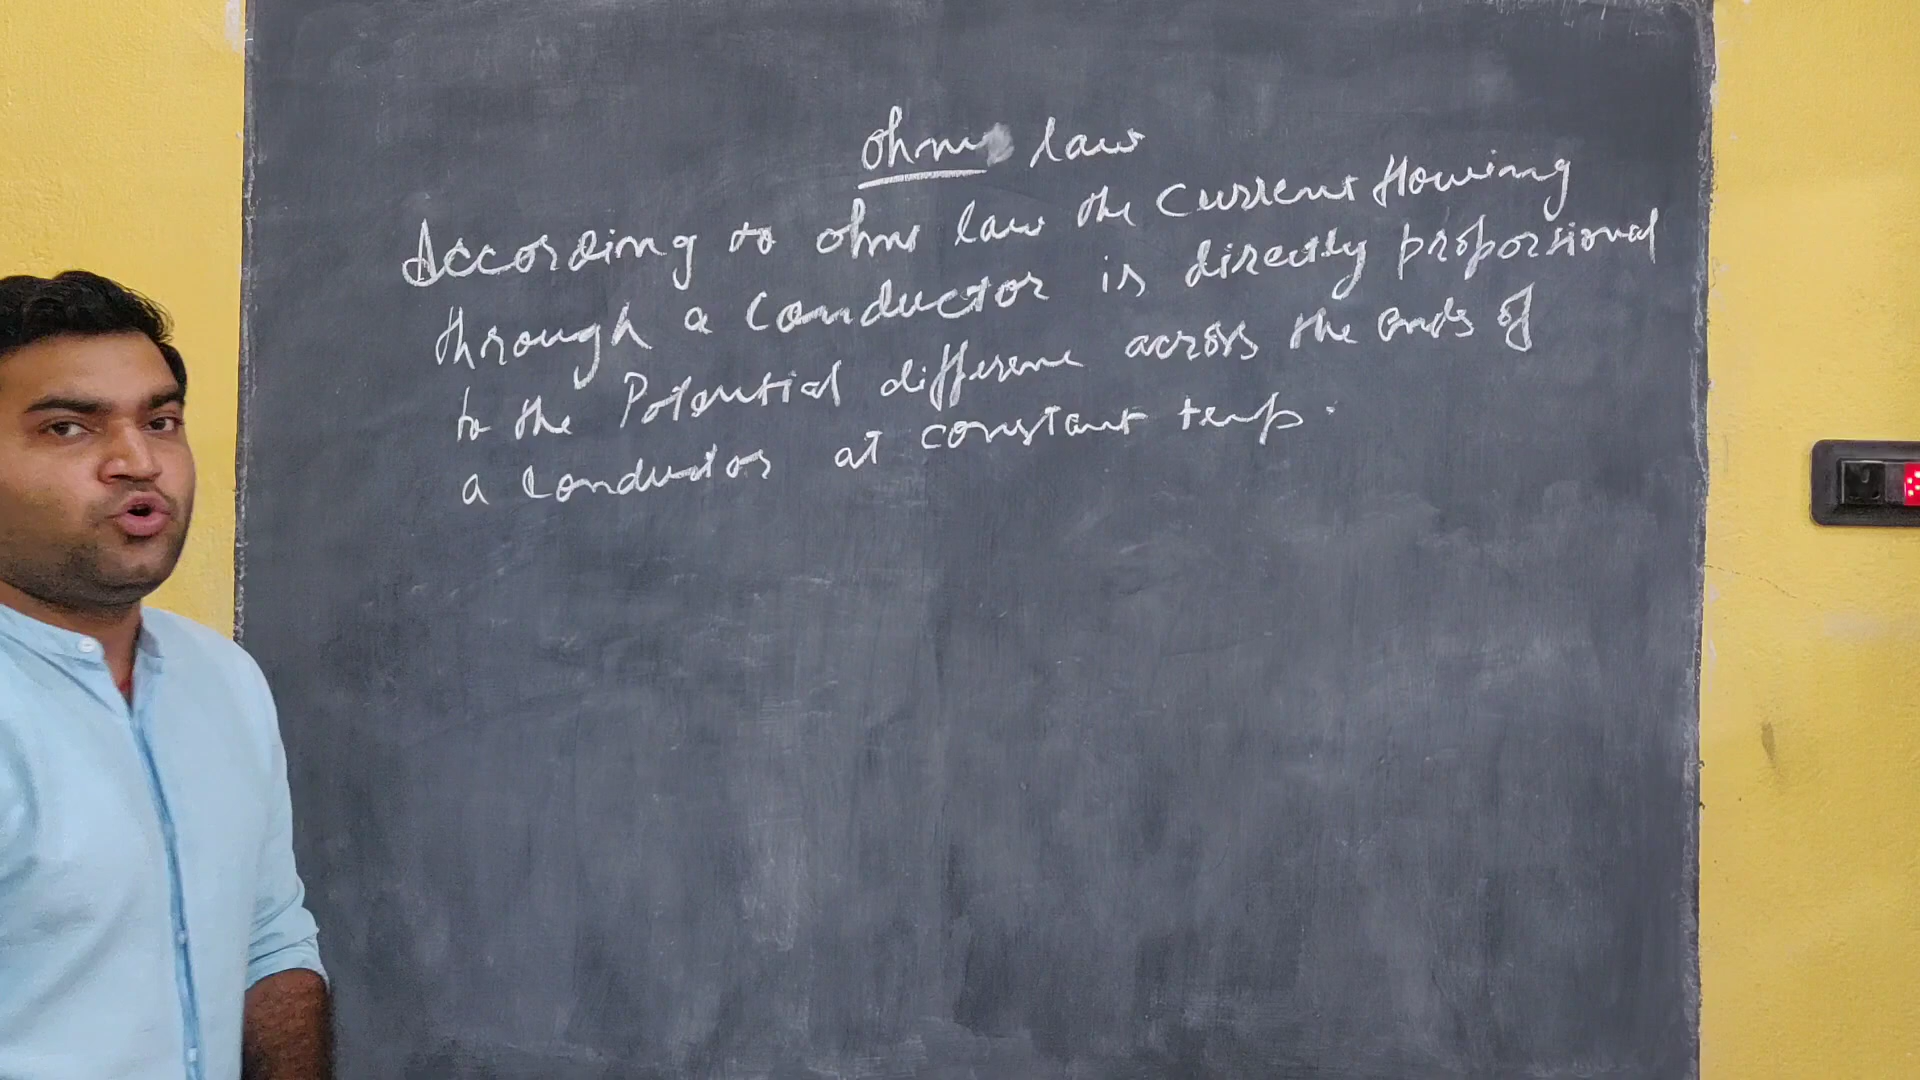 ohms law
According to ohms law the current flowing
through a conductor is directly proporsional
to the Potential difference across the ends of
a conductor at constant temp.